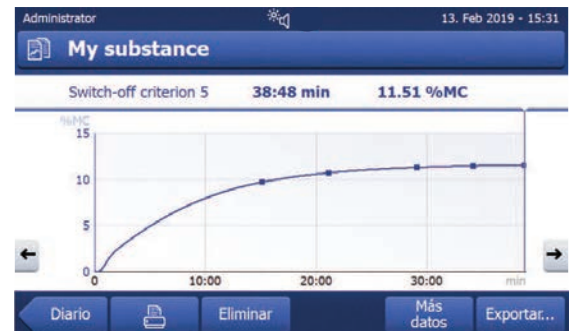 Administrator 13. Feb 2019 - 15:31
My substance
Switch-off criterion 5 38:48 min 11.51 %MC
%MC
15
10
5
0
0 10:00 20:00 30:00 min
Diario Eliminar Más datos Exportar...